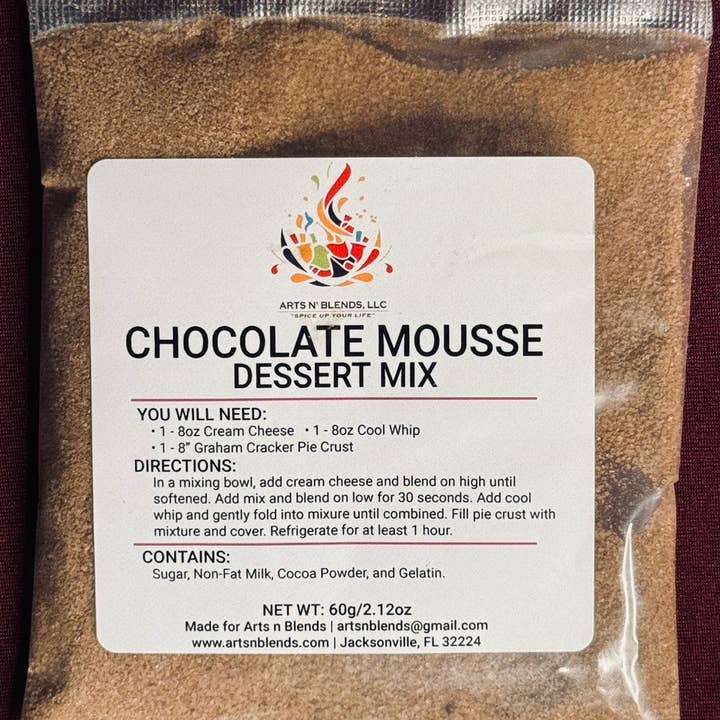 ARTS N' BLENDS, LLC
"SPICE UP YOUR LIFE"
CHOCOLATE MOUSSE
DESSERT MIX
YOU WILL NEED:
• 1 - 8oz Cream Cheese • 1 - 8oz Cool Whip
• 1 - 8” Graham Cracker Pie Crust
DIRECTIONS:
In a mixing bowl, add cream cheese and blend on high until
softened. Add mix and blend on low for 30 seconds. Add cool
whip and gently fold into mixure until combined. Fill pie crust with
mixture and cover. Refrigerate for at least 1 hour.
CONTAINS:
Sugar, Non-Fat Milk, Cocoa Powder, and Gelatin.
NET WT: 60g/2.12oz
Made for Arts n Blends | artsnblends@gmail.com
www.artsnblends.com | Jacksonville, FL 32224